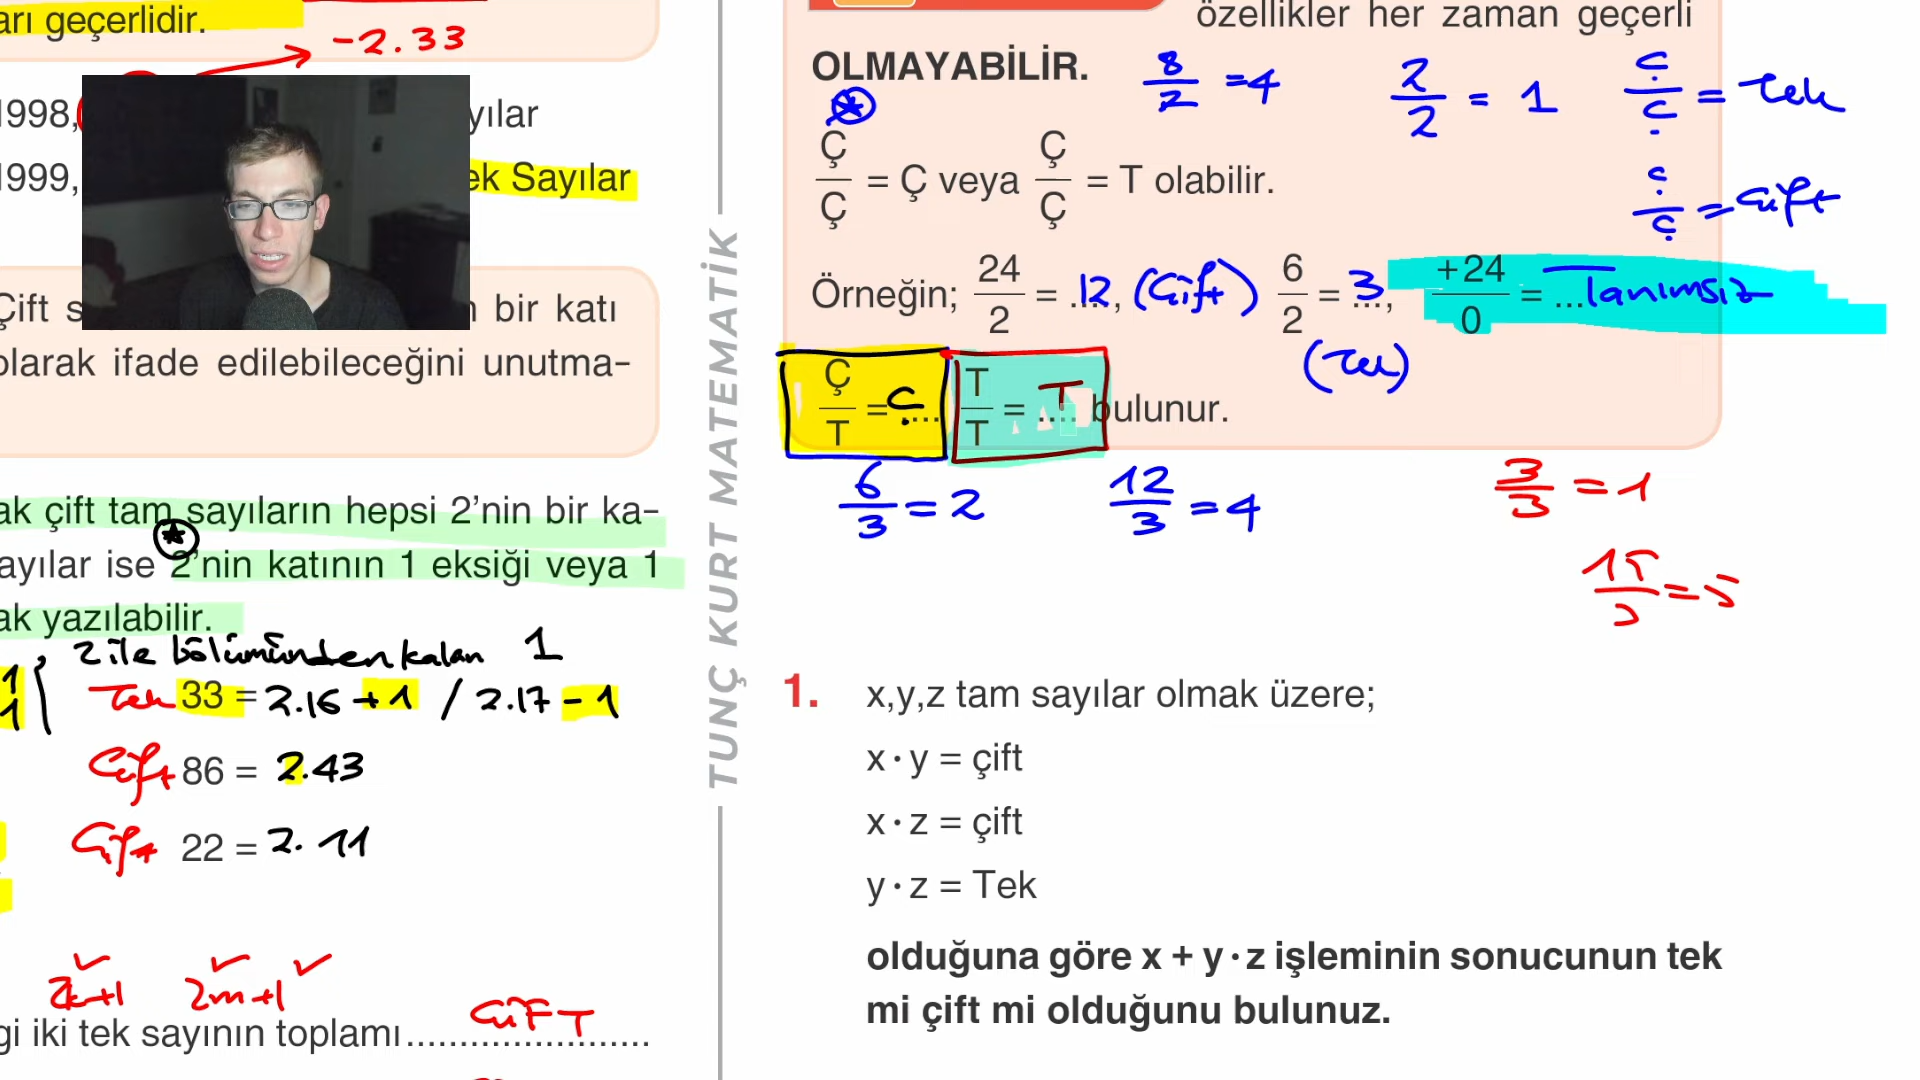 arı geçerlidir.
-2.33
1998,
yılar
1999,
ek Sayılar
Çift s
n bir katı
olarak ifade edilebileceğini unutma-
ak çift tam sayıların hepsi 2’nin bir ka-
ayılar ise 2’nin katının 1 eksiği veya 1
ak yazılabilir.
2 ile bölümünden kalan 1
1
1
Tek 33 = 2.16 +1 / 2.17 - 1
Çift 86 = 2.43
Çift 22 = 2. 11
2k+1 2m+1
gi iki tek sayının toplamı ÇİFT ......................
TUNÇ KURT MATEMATİK
özellikler her zaman geçerli
OLMAYABİLİR.
8/2 = 4
2/2 = 1
Ç/Ç = Tek
Ç/Ç = Ç veya Ç/Ç = T olabilir.
Ç/Ç = Çift
Örneğin; 24/2 = 12...., (Çift) 6/2 = 3..., +24/0 = ...Tanımsız
(Tek)
Ç/T = Ç.... T/T = T.... bulunur.
6/3 = 2
12/3 = 4
3/3 = 1
15/3 = 5
1. x,y,z tam sayılar olmak üzere;
x · y = çift
x · z = çift
y · z = Tek
olduğuna göre x + y · z işleminin sonucunun tek
mi çift mi olduğunu bulunuz.